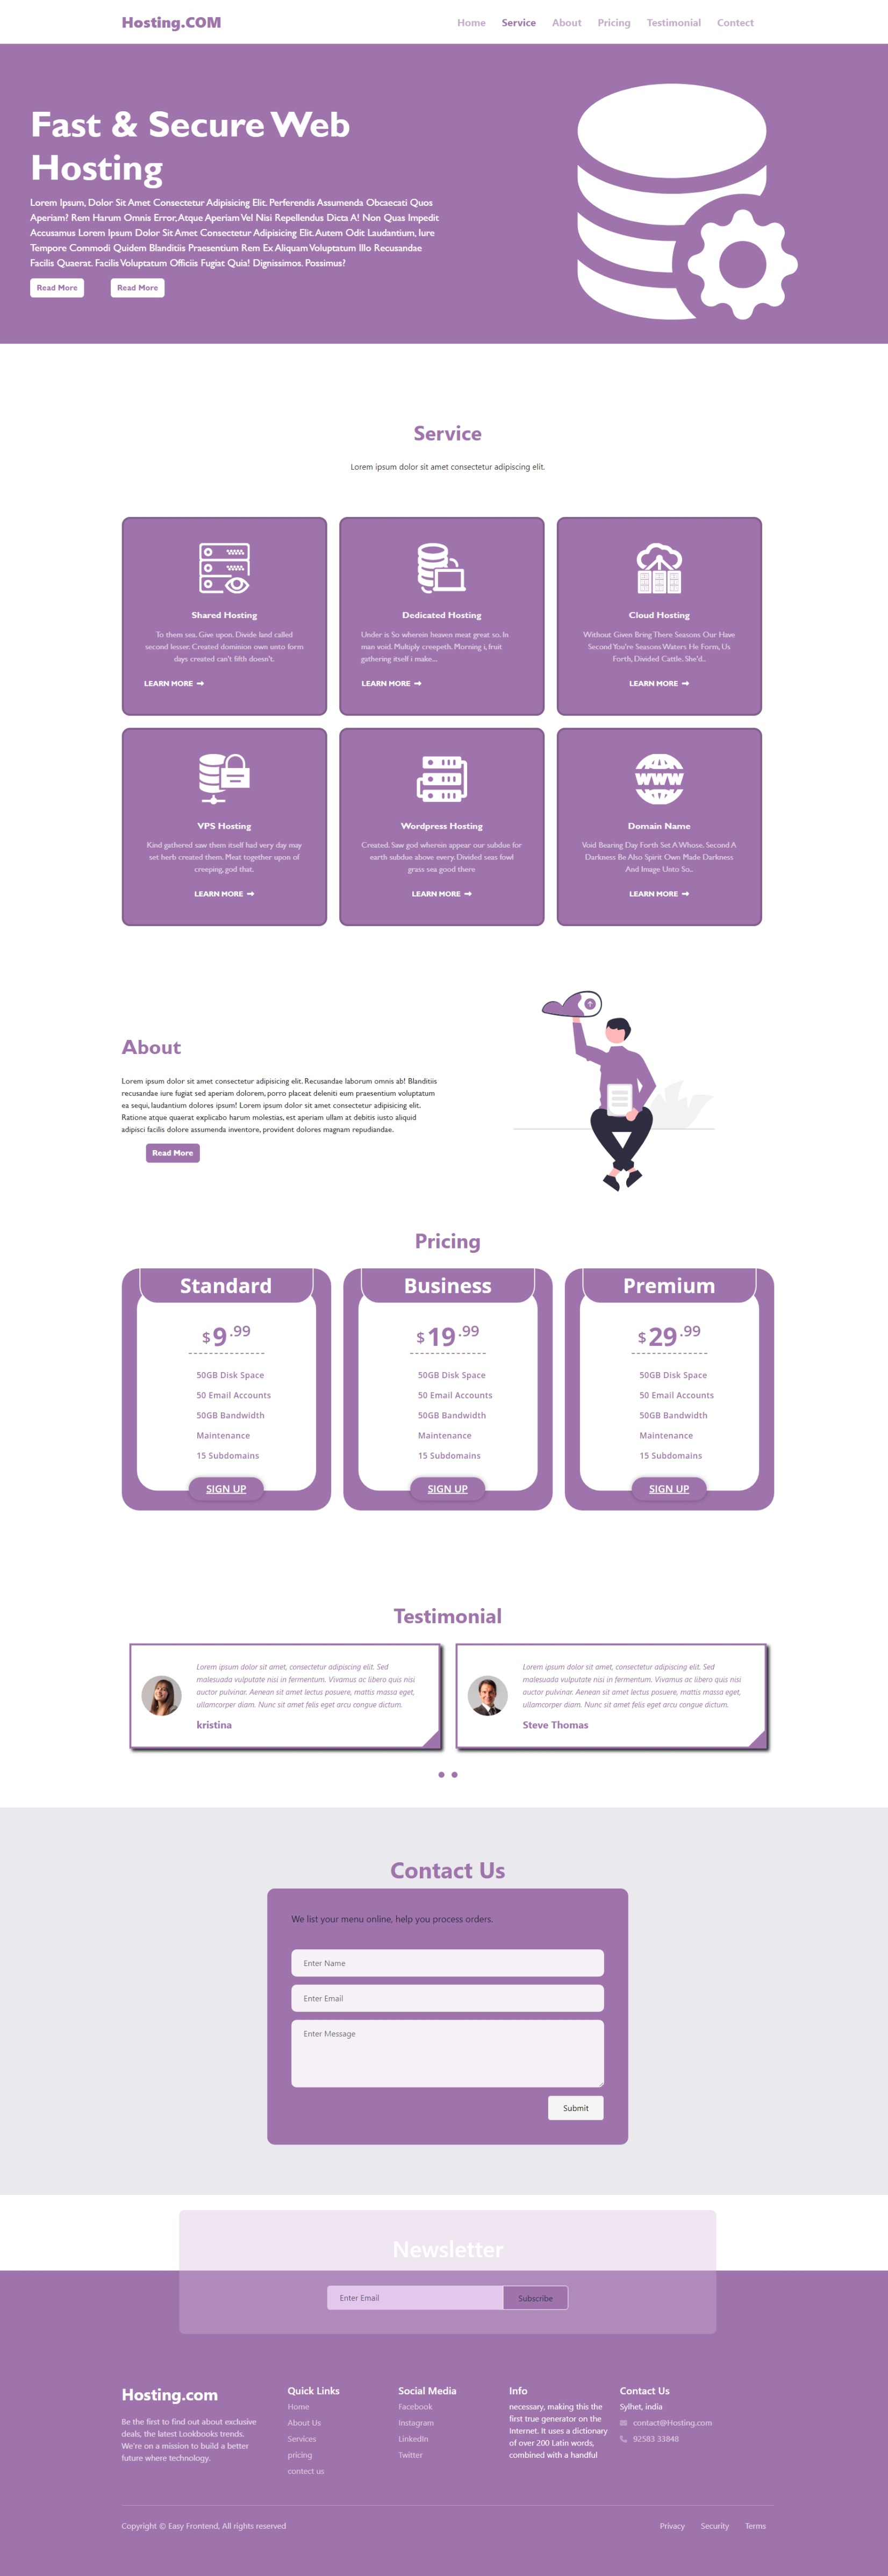 Hosting.COM
Home Service About Pricing Testimonial Contect
Fast & Secure Web
Hosting
Lorem Ipsum, Dolor Sit Amet Consectetur Adipisicing Elit. Perferendis Assumenda Obcaecati Quos
Aperiam? Rem Harum Omnis Error, Atque Aperiam Vel Nisi Repellendus Dicta A! Non Quas Impedit
Accusamus Lorem Ipsum Dolor Sit Amet Consectetur Adipisicing Elit. Autem Odit Laudantium, Iure
Tempore Commodi Quidem Blanditiis Praesentium Rem Ex Aliquam Voluptatum Illo Recusandae
Facilis Quaerat. Facilis Voluptatum Officiis Fugiat Quia! Dignissimos. Possimus?
Read More Read More
Service
Lorem ipsum dolor sit amet consectetur adipiscing elit.
Shared Hosting
To them sea. Give upon. Divide land called
second lesser. Created dominion own unto form
days created can't fifth doesn't.
LEARN MORE ➞
Dedicated Hosting
Under is So wherein heaven meat great so. In
man void. Multiply creepeth. Morning i, fruit
gathering itself i make...
LEARN MORE ➞
Cloud Hosting
Without Given Bring There Seasons Our Have
Second You're Seasons Waters He Form, Us
Forth, Divided Cattle. She'd..
LEARN MORE ➞
VPS Hosting
Kind gathered saw them itself had very day may
set herb created them. Meat together upon of
creeping, god that.
LEARN MORE ➞
Wordpress Hosting
Created. Saw god wherein appear our subdue for
earth subdue above every. Divided seas fowl
grass sea good there
LEARN MORE ➞
WWW
Domain Name
Void Bearing Day Forth Set A Whose. Second A
Darkness Be Also Spirit Own Made Darkness
And Image Unto So..
LEARN MORE ➞
About
Lorem ipsum dolor sit amet consectetur adipisicing elit. Recusandae laborum omnis ab! Blanditiis
recusandae iure fugiat sed aperiam dolorem, porro placeat deleniti eum praesentium voluptatum
ea sequi, laudantium dolores ipsum! Lorem ipsum dolor sit amet consectetur adipisicing elit.
Ratione atque quaerat explicabo harum molestias, est aperiam ullam at debitis iusto aliquid
adipisci facilis dolore assumenda inventore, provident dolores magnam repudiandae.
Read More
Pricing
Standard
$9.99
50GB Disk Space
50 Email Accounts
50GB Bandwidth
Maintenance
15 Subdomains
SIGN UP
Business
$19.99
50GB Disk Space
50 Email Accounts
50GB Bandwidth
Maintenance
15 Subdomains
SIGN UP
Premium
$29.99
50GB Disk Space
50 Email Accounts
50GB Bandwidth
Maintenance
15 Subdomains
SIGN UP
Testimonial
Lorem ipsum dolor sit amet, consectetur adipiscing elit. Sed
malesuada vulputate nisi in fermentum. Vivamus ac libero quis nisi
auctor pulvinar. Aenean sit amet lectus posuere, mattis massa eget,
ullamcorper diam. Nunc sit amet felis eget arcu congue dictum.
kristina
Lorem ipsum dolor sit amet, consectetur adipiscing elit. Sed
malesuada vulputate nisi in fermentum. Vivamus ac libero quis nisi
auctor pulvinar. Aenean sit amet lectus posuere, mattis massa eget,
ullamcorper diam. Nunc sit amet felis eget arcu congue dictum.
Steve Thomas
Contact Us
We list your menu online, help you process orders.
Enter Name
Enter Email
Enter Message
Submit
Newsletter
Enter Email Subscribe
Hosting.com
Be the first to find out about exclusive
deals, the latest Lookbooks trends.
We're on a mission to build a better
future where technology.
Quick Links
Home
About Us
Services
pricing
contect us
Social Media
Facebook
Instagram
LinkedIn
Twitter
Info
necessary, making this the
first true generator on the
Internet. It uses a dictionary
of over 200 Latin words,
combined with a handful
Contact Us
Sylhet, india
contact@Hosting.com
92583 33848
Copyright © Easy Frontend, All rights reserved
Privacy Security Terms